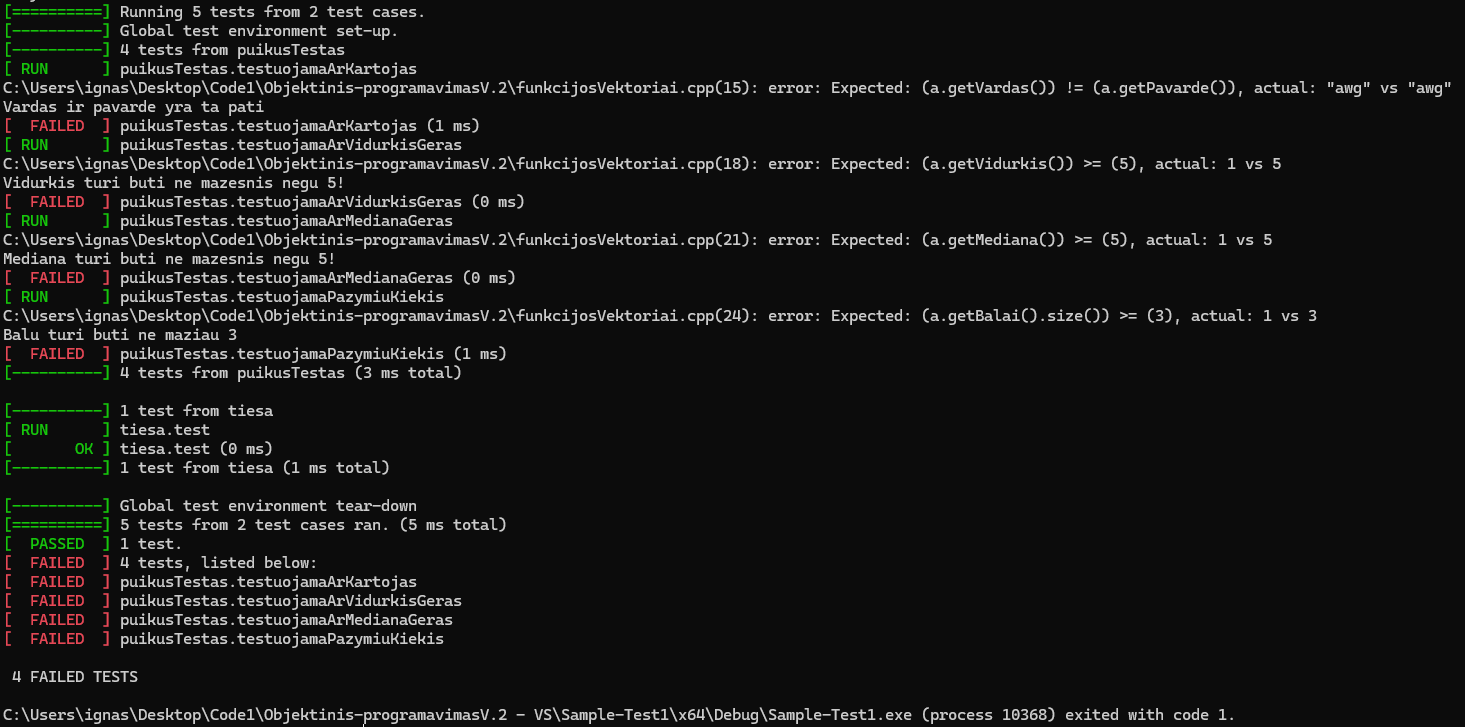 [==========] Running 5 tests from 2 test cases.
[----------] Global test environment set-up.
[----------] 4 tests from puikusTestas
[ RUN      ] puikusTestas.testuojamaArKartojas
C:\Users\ignas\Desktop\Code1\Objektinis-programavimasV.2\funkcijosVektoriai.cpp(15): error: Expected: (a.getVardas()) != (a.getPavarde()), actual: "awg" vs "awg"
Vardas ir pavarde yra ta pati
[  FAILED  ] puikusTestas.testuojamaArKartojas (1 ms)
[ RUN      ] puikusTestas.testuojamaArVidurkisGeras
C:\Users\ignas\Desktop\Code1\Objektinis-programavimasV.2\funkcijosVektoriai.cpp(18): error: Expected: (a.getVidurkis()) >= (5), actual: 1 vs 5
Vidurkis turi buti ne mazesnis negu 5!
[  FAILED  ] puikusTestas.testuojamaArVidurkisGeras (0 ms)
[ RUN      ] puikusTestas.testuojamaArMedianaGeras
C:\Users\ignas\Desktop\Code1\Objektinis-programavimasV.2\funkcijosVektoriai.cpp(21): error: Expected: (a.getMediana()) >= (5), actual: 1 vs 5
Mediana turi buti ne mazesnis negu 5!
[  FAILED  ] puikusTestas.testuojamaArMedianaGeras (0 ms)
[ RUN      ] puikusTestas.testuojamaPazymiuKiekis
C:\Users\ignas\Desktop\Code1\Objektinis-programavimasV.2\funkcijosVektoriai.cpp(24): error: Expected: (a.getBalai().size()) >= (3), actual: 1 vs 3
Balu turi buti ne maziau 3
[  FAILED  ] puikusTestas.testuojamaPazymiuKiekis (1 ms)
[----------] 4 tests from puikusTestas (3 ms total)
[----------] 1 test from tiesa
[ RUN      ] tiesa.test
[       OK ] tiesa.test (0 ms)
[----------] 1 test from tiesa (1 ms total)
[----------] Global test environment tear-down
[==========] 5 tests from 2 test cases ran. (5 ms total)
[  PASSED  ] 1 test.
[  FAILED  ] 4 tests, listed below:
[  FAILED  ] puikusTestas.testuojamaArKartojas
[  FAILED  ] puikusTestas.testuojamaArVidurkisGeras
[  FAILED  ] puikusTestas.testuojamaArMedianaGeras
[  FAILED  ] puikusTestas.testuojamaPazymiuKiekis
4 FAILED TESTS
C:\Users\ignas\Desktop\Code1\Objektinis-programavimasV.2 - VS\Sample-Test1\x64\Debug\Sample-Test1.exe (process 10368) exited with code 1.